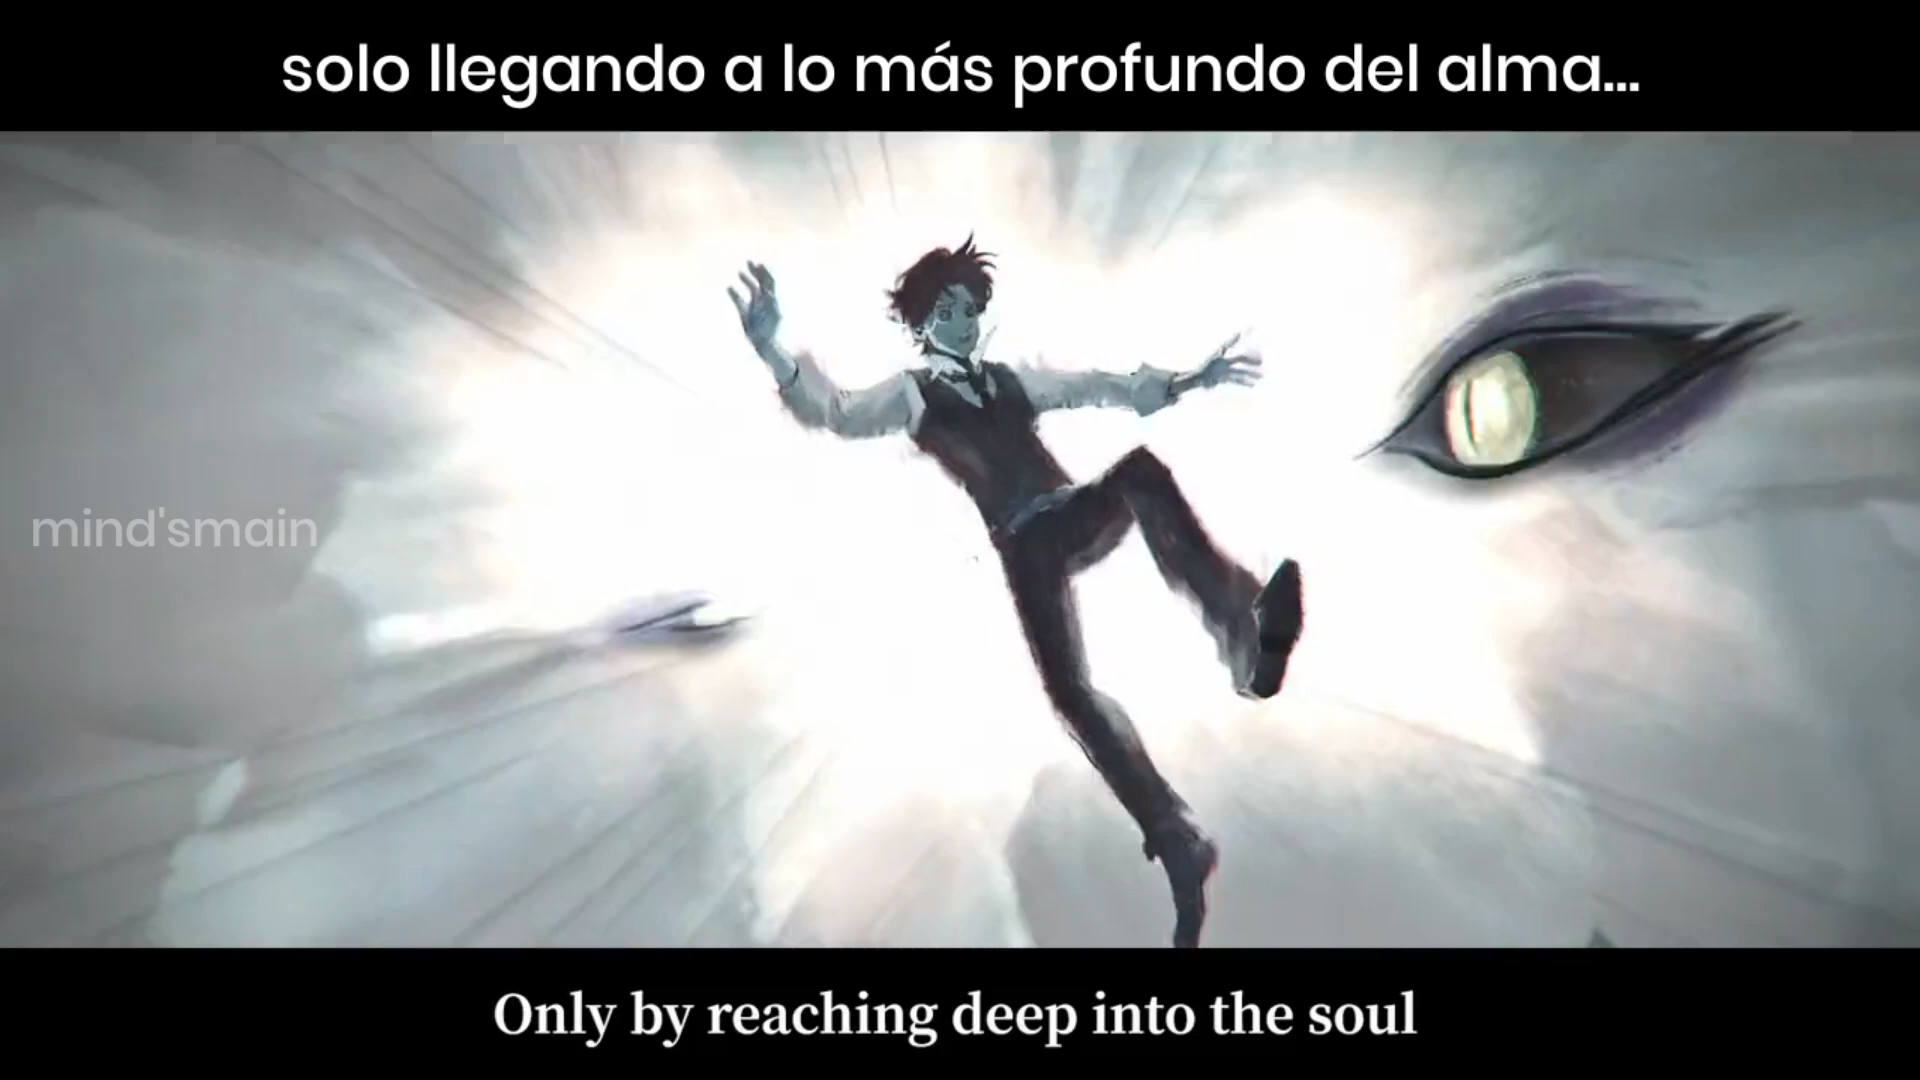 solo llegando a lo más profundo del alma...
mind'smain
Only by reaching deep into the soul